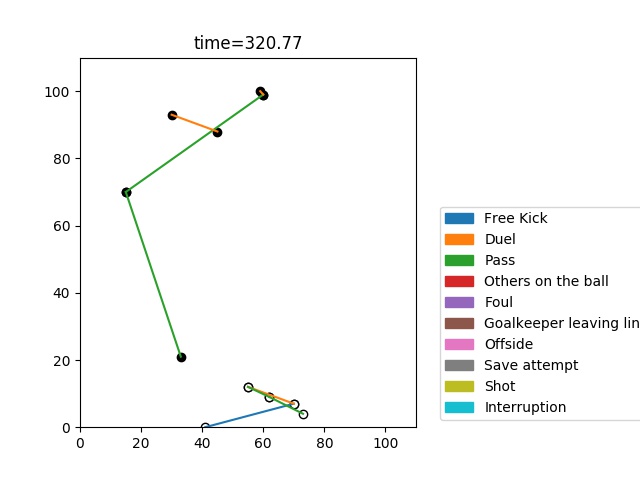 time=320.77
100
80
60
40
20
0
0 20 40 60 80 100
Free Kick
Duel
Pass
Others on the ball
Foul
Goalkeeper leaving lin
Offside
Save attempt
Shot
Interruption